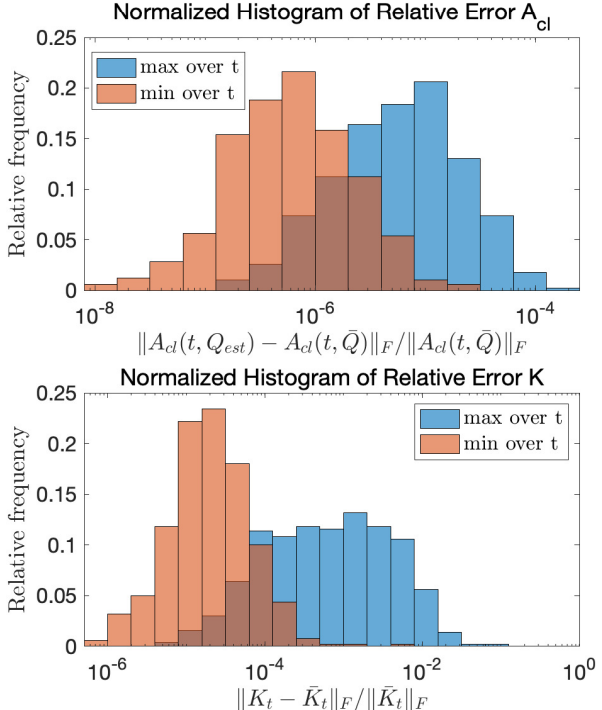 Normalized Histogram of Relative Error A_cl
0.25
0.2
0.15
0.1
0.05
0
Relative frequency
max over t
min over t
10^-8
10^-6
10^-4
‖A_cl(t, Q_est) − A_cl(t, Q̄)‖_F/‖A_cl(t, Q̄)‖_F
Normalized Histogram of Relative Error K
0.25
0.2
0.15
0.1
0.05
0
Relative frequency
max over t
min over t
10^-6
10^-4
10^-2
10^0
‖K_t − K̄_t‖_F/‖K̄_t‖_F